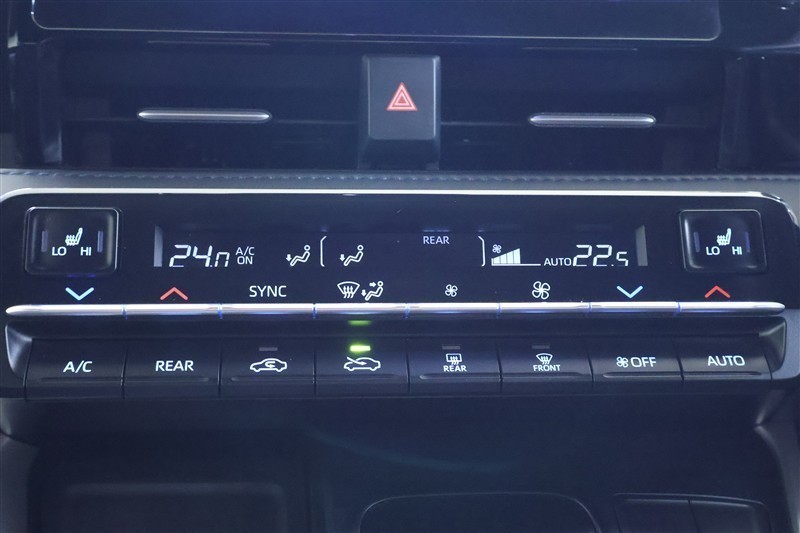 LO HI
24.0 A/C ON
REAR
AUTO 22.5
LO HI
SYNC
A/C
REAR
REAR
FRONT
OFF
AUTO